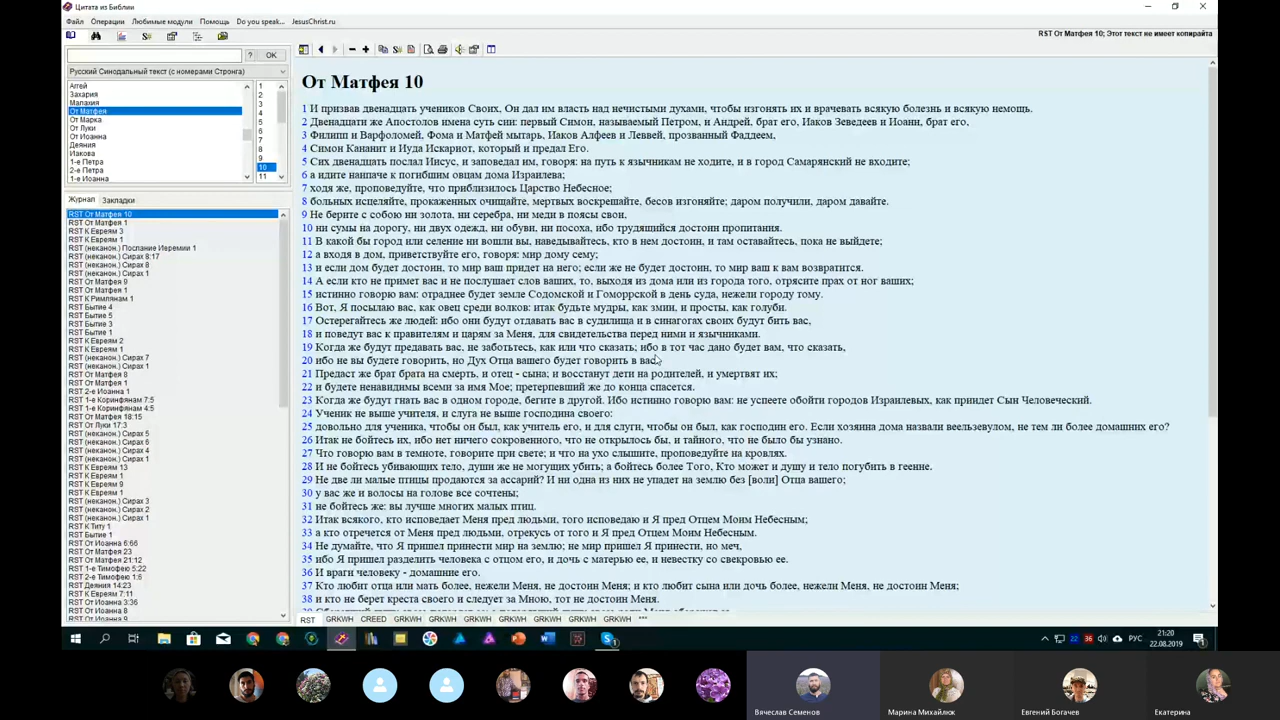 Цитата из Библии
Файл Операции Любимые модули Помощь Do you speak... JesusChrist.ru
RST От Матфея 10; Этот текст не имеет копирайта
? OK
Русский Синодальный текст (с номерами Стронга)
Аггей
Захария
Малахия
От Матфея
От Марка
От Луки
От Иоанна
Деяния
Иакова
1-е Петра
2-е Петра
1-е Иоанна
1
2
3
4
5
6
7
8
9
10
11
Журнал Закладки
RST От Матфея 10
RST От Матфея 1
RST К Евреям 3
RST К Евреям 1
RST (неканон.) Послание Иеремии 1
RST (неканон.) Сирах 8:17
RST (неканон.) Сирах 8
RST (неканон.) Сирах 1
RST От Матфея 9
RST От Матфея 1
RST К Римлянам 1
RST Бытие 4
RST Бытие 5
RST Бытие 3
RST Бытие 1
RST К Евреям 2
RST К Евреям 1
RST (неканон.) Сирах 7
RST (неканон.) Сирах 1
RST От Матфея 8
RST От Матфея 1
RST 2-е Иоанна 1
RST 1-е Коринфянам 7:5
RST 1-е Коринфянам 4:5
RST От Матфея 18:15
RST От Луки 17:3
RST (неканон.) Сирах 5
RST (неканон.) Сирах 6
RST (неканон.) Сирах 4
RST (неканон.) Сирах 1
RST К Евреям 13
RST К Евреям 1
RST К Евреям 9
RST К Евреям 1
RST (неканон.) Сирах 3
RST (неканон.) Сирах 2
RST (неканон.) Сирах 1
RST К Титу 1
RST Бытие 1
RST От Иоанна 6:66
RST От Матфея 23
RST От Матфея 21:12
RST 1-е Тимофею 5:22
RST 1-е Тимофею 1:6
RST Деяния 14:23
RST К Евреям 7:11
RST От Иоанна 3:36
RST От Иоанна 8
RST От Иоанна 9
От Матфея 10
1 И призвав двенадцать учеников Своих, Он дал им власть над нечистыми духами, чтобы изгонять их и врачевать всякую болезнь и всякую немощь.
2 Двенадцати же Апостолов имена суть сии: первый Симон, называемый Петром, и Андрей, брат его, Иаков Зеведеев и Иоанн, брат его,
3 Филипп и Варфоломей, Фома и Матфей мытарь, Иаков Алфеев и Леввей, прозванный Фаддеем,
4 Симон Кананит и Иуда Искариот, который и предал Его.
5 Сих двенадцать послал Иисус, и заповедал им, говоря: на путь к язычникам не ходите, и в город Самарянский не входите;
6 а идите наипаче к погибшим овцам дома Израилева;
7 ходя же, проповедуйте, что приблизилось Царство Небесное;
8 больных исцеляйте, прокаженных очищайте, мертвых воскрешайте, бесов изгоняйте; даром получили, даром давайте.
9 Не берите с собою ни золота, ни серебра, ни меди в поясы свои,
10 ни сумы на дорогу, ни двух одежд, ни обуви, ни посоха, ибо трудящийся достоин пропитания.
11 В какой бы город или селение ни вошли вы, наведывайтесь, кто в нем достоин, и там оставайтесь, пока не выйдете;
12 а входя в дом, приветствуйте его, говоря: мир дому сему;
13 и если дом будет достоин, то мир ваш придет на него; если же не будет достоин, то мир ваш к вам возвратится.
14 А если кто не примет вас и не послушает слов ваших, то, выходя из дома или из города того, отрясите прах от ног ваших;
15 истинно говорю вам: отраднее будет земле Содомской и Гоморрской в день суда, нежели городу тому.
16 Вот, Я посылаю вас, как овец среди волков: итак будьте мудры, как змии, и просты, как голуби.
17 Остерегайтесь же людей: ибо они будут отдавать вас в судилища и в синагогах своих будут бить вас,
18 и поведут вас к правителям и царям за Меня, для свидетельства перед ними и язычниками.
19 Когда же будут предавать вас, не заботьтесь, как или что сказать; ибо в тот час дано будет вам, что сказать,
20 ибо не вы будете говорить, но Дух Отца вашего будет говорить в вас.
21 Предаст же брат брата на смерть, и отец - сына; и восстанут дети на родителей, и умертвят их;
22 и будете ненавидимы всеми за имя Мое; претерпевший же до конца спасется.
23 Когда же будут гнать вас в одном городе, бегите в другой. Ибо истинно говорю вам: не успеете обойти городов Израилевых, как приидет Сын Человеческий.
24 Ученик не выше учителя, и слуга не выше господина своего:
25 довольно для ученика, чтобы он был, как учитель его, и для слуги, чтобы он был, как господин его. Если хозяина дома назвали веельзевулом, не тем ли более домашних его?
26 Итак не бойтесь их, ибо нет ничего сокровенного, что не открылось бы, и тайного, что не было бы узнано.
27 Что говорю вам в темноте, говорите при свете; и что на ухо слышите, проповедуйте на кровлях.
28 И не бойтесь убивающих тело, души же не могущих убить; а бойтесь более Того, Кто может и душу и тело погубить в геенне.
29 Не две ли малые птицы продаются за ассарий? И ни одна из них не упадет на землю без [воли] Отца вашего;
30 у вас же и волосы на голове все сочтены;
31 не бойтесь же: вы лучше многих малых птиц.
32 Итак всякого, кто исповедает Меня пред людьми, того исповедаю и Я пред Отцем Моим Небесным;
33 а кто отречется от Меня пред людьми, отрекусь от того и Я пред Отцем Моим Небесным.
34 Не думайте, что Я пришел принести мир на землю; не мир пришел Я принести, но меч,
35 ибо Я пришел разделить человека с отцом его, и дочь с матерью ее, и невестку со свекровью ее.
36 И враги человеку - домашние его.
37 Кто любит отца или мать более, нежели Меня, не достоин Меня; и кто любит сына или дочь более, нежели Меня, не достоин Меня;
38 и кто не берет креста своего и следует за Мною, тот не достоин Меня.
RST GRKWH CREED GRKWH GRKWH GRKWH GRKWH GRKWH GRKWH ***
РУС
21:20
22.08.2019
22 36
Вячеслав Семенов
Марина Михайлюк
Евгений Богачев
Екатерина